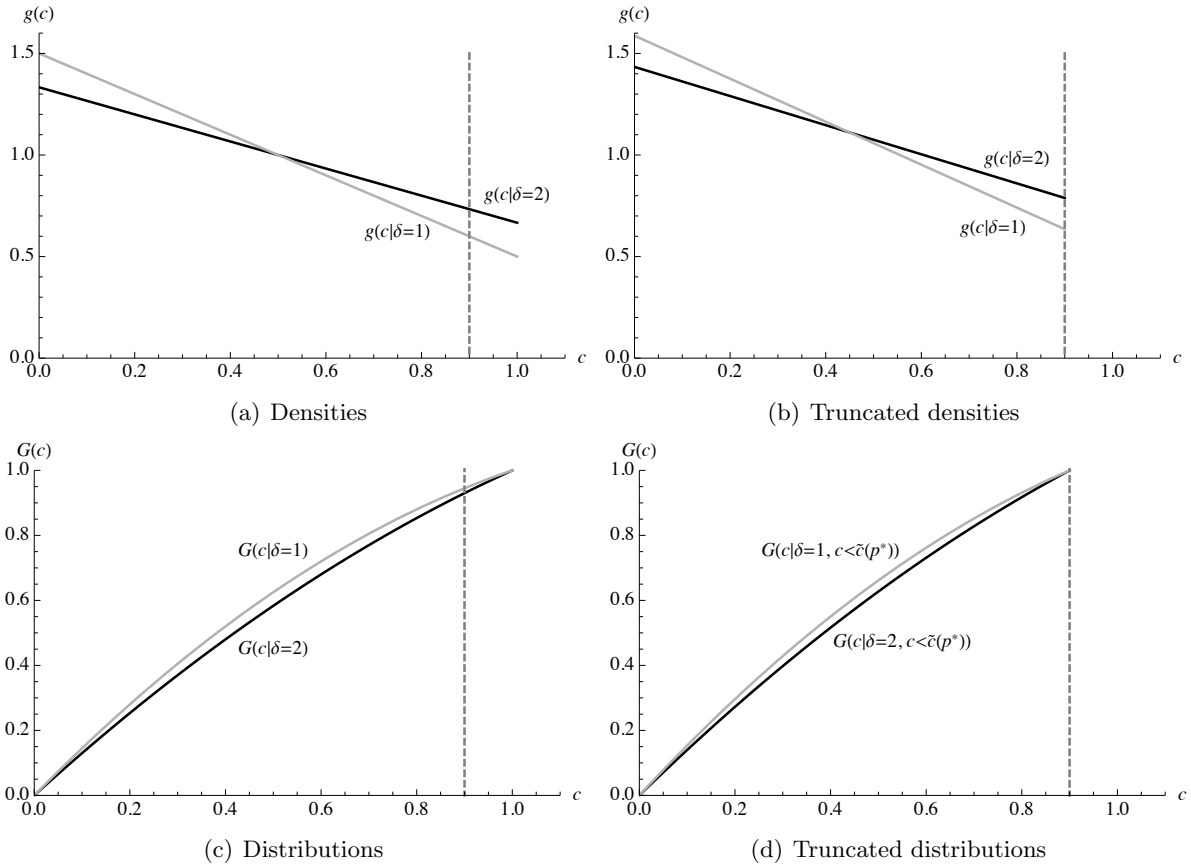 g(c)
1.5
1.0
0.5
0.0
0.0 0.2 0.4 0.6 0.8 1.0 c
g(c|δ=2)
g(c|δ=1)
(a) Densities
g(c)
1.5
1.0
0.5
0.0
0.0 0.2 0.4 0.6 0.8 1.0 c
g(c|δ=2)
g(c|δ=1)
(b) Truncated densities
G(c)
1.0
0.8
0.6
0.4
0.2
0.0
0.0 0.2 0.4 0.6 0.8 1.0 c
G(c|δ=1)
G(c|δ=2)
(c) Distributions
G(c)
1.0
0.8
0.6
0.4
0.2
0.0
0.0 0.2 0.4 0.6 0.8 1.0 c
G(c|δ=1, c<c̃(p*))
G(c|δ=2, c<c̃(p*))
(d) Truncated distributions